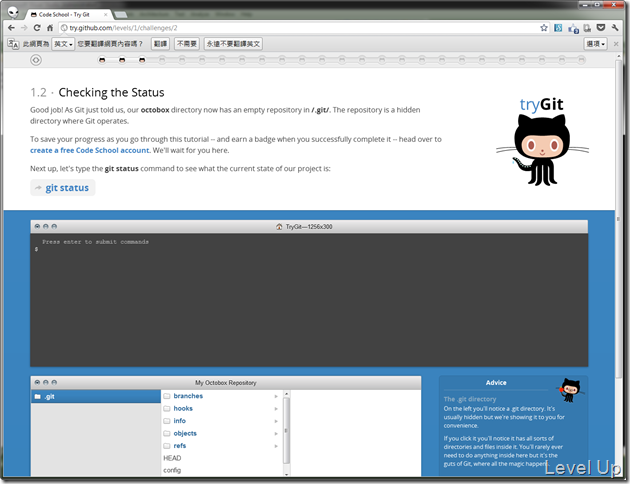 Code School - Try Git
try.github.com/levels/1/challenges/2
此網頁為 英文 您要翻譯網頁內容嗎？ 翻譯 不需要 永遠不要翻譯英文 選項
1.2 · Checking the Status
Good job! As Git just told us, our octobox directory now has an empty repository in /.git/. The repository is a hidden
directory where Git operates.
To save your progress as you go through this tutorial -- and earn a badge when you successfully complete it -- head over to
create a free Code School account. We'll wait for you here.
Next up, let's type the git status command to see what the current state of our project is:
git status
tryGit
TryGit—1256x300
Press enter to submit commands
$
My Octobox Repository
.git
branches
hooks
info
objects
refs
HEAD
config
Advice
The .git directory
On the left you'll notice a .git directory. It's
usually hidden but we're showing it to you for
convenience.
If you click it you'll notice it has all sorts of
directories and files inside it. You'll rarely ever
need to do anything inside here but it's the
guts of Git, where all the magic happens.
Level Up